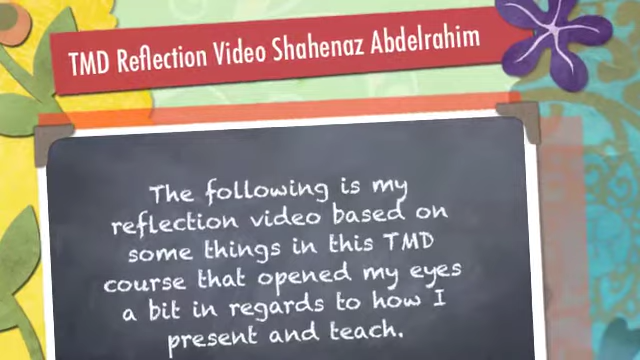 TMD Reflection Video Shahenaz Abdelrahim
The following is my
reflection video based on
some things in this TMD
course that opened my eyes
a bit in regards to how I
present and teach.